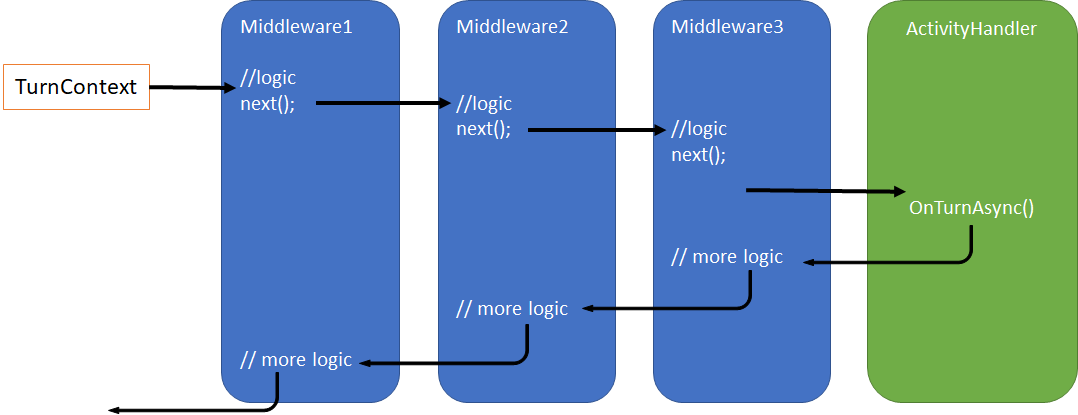 Middleware1
Middleware2
Middleware3
ActivityHandler
TurnContext
//logic
next();
//logic
next();
//logic
next();
OnTurnAsync()
// more logic
// more logic
// more logic